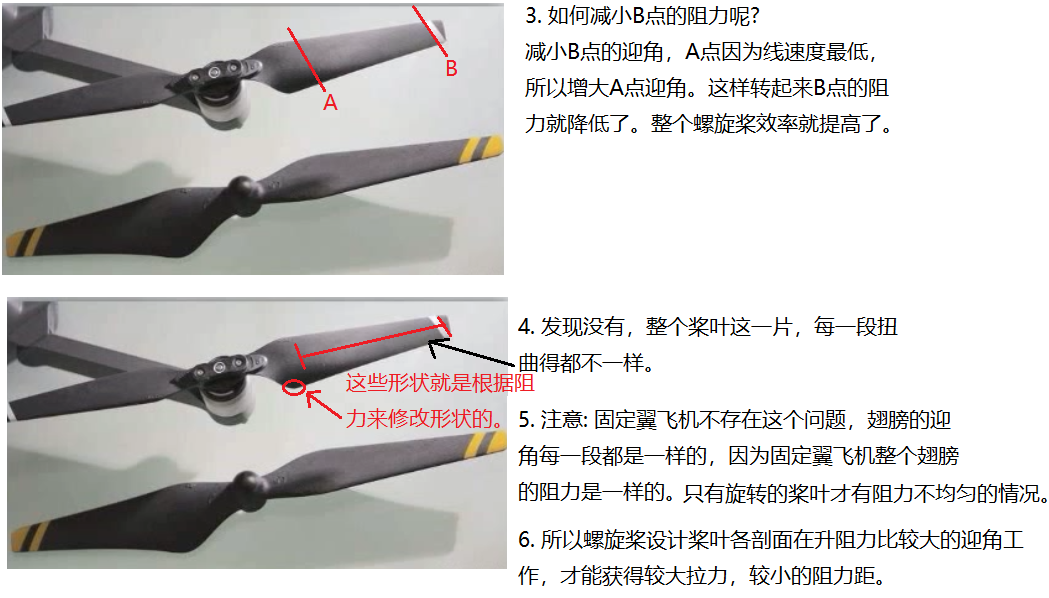 3. 如何减小B点的阻力呢?
减小B点的迎角，A点因为线速度最低，
所以增大A点迎角。这样转起来B点的阻
力就降低了。整个螺旋桨效率就提高了。
B
A
4. 发现没有，整个桨叶这一片，每一段扭
曲得都不一样。
这些形状就是根据阻
力来修改形状的。
5. 注意: 固定翼飞机不存在这个问题，翅膀的迎
角每一段都是一样的，因为固定翼飞机整个翅膀
的阻力是一样的。只有旋转的桨叶才有阻力不均匀的情况。
6. 所以螺旋桨设计桨叶各剖面在升阻力比较大的迎角工
作，才能获得较大拉力，较小的阻力距。